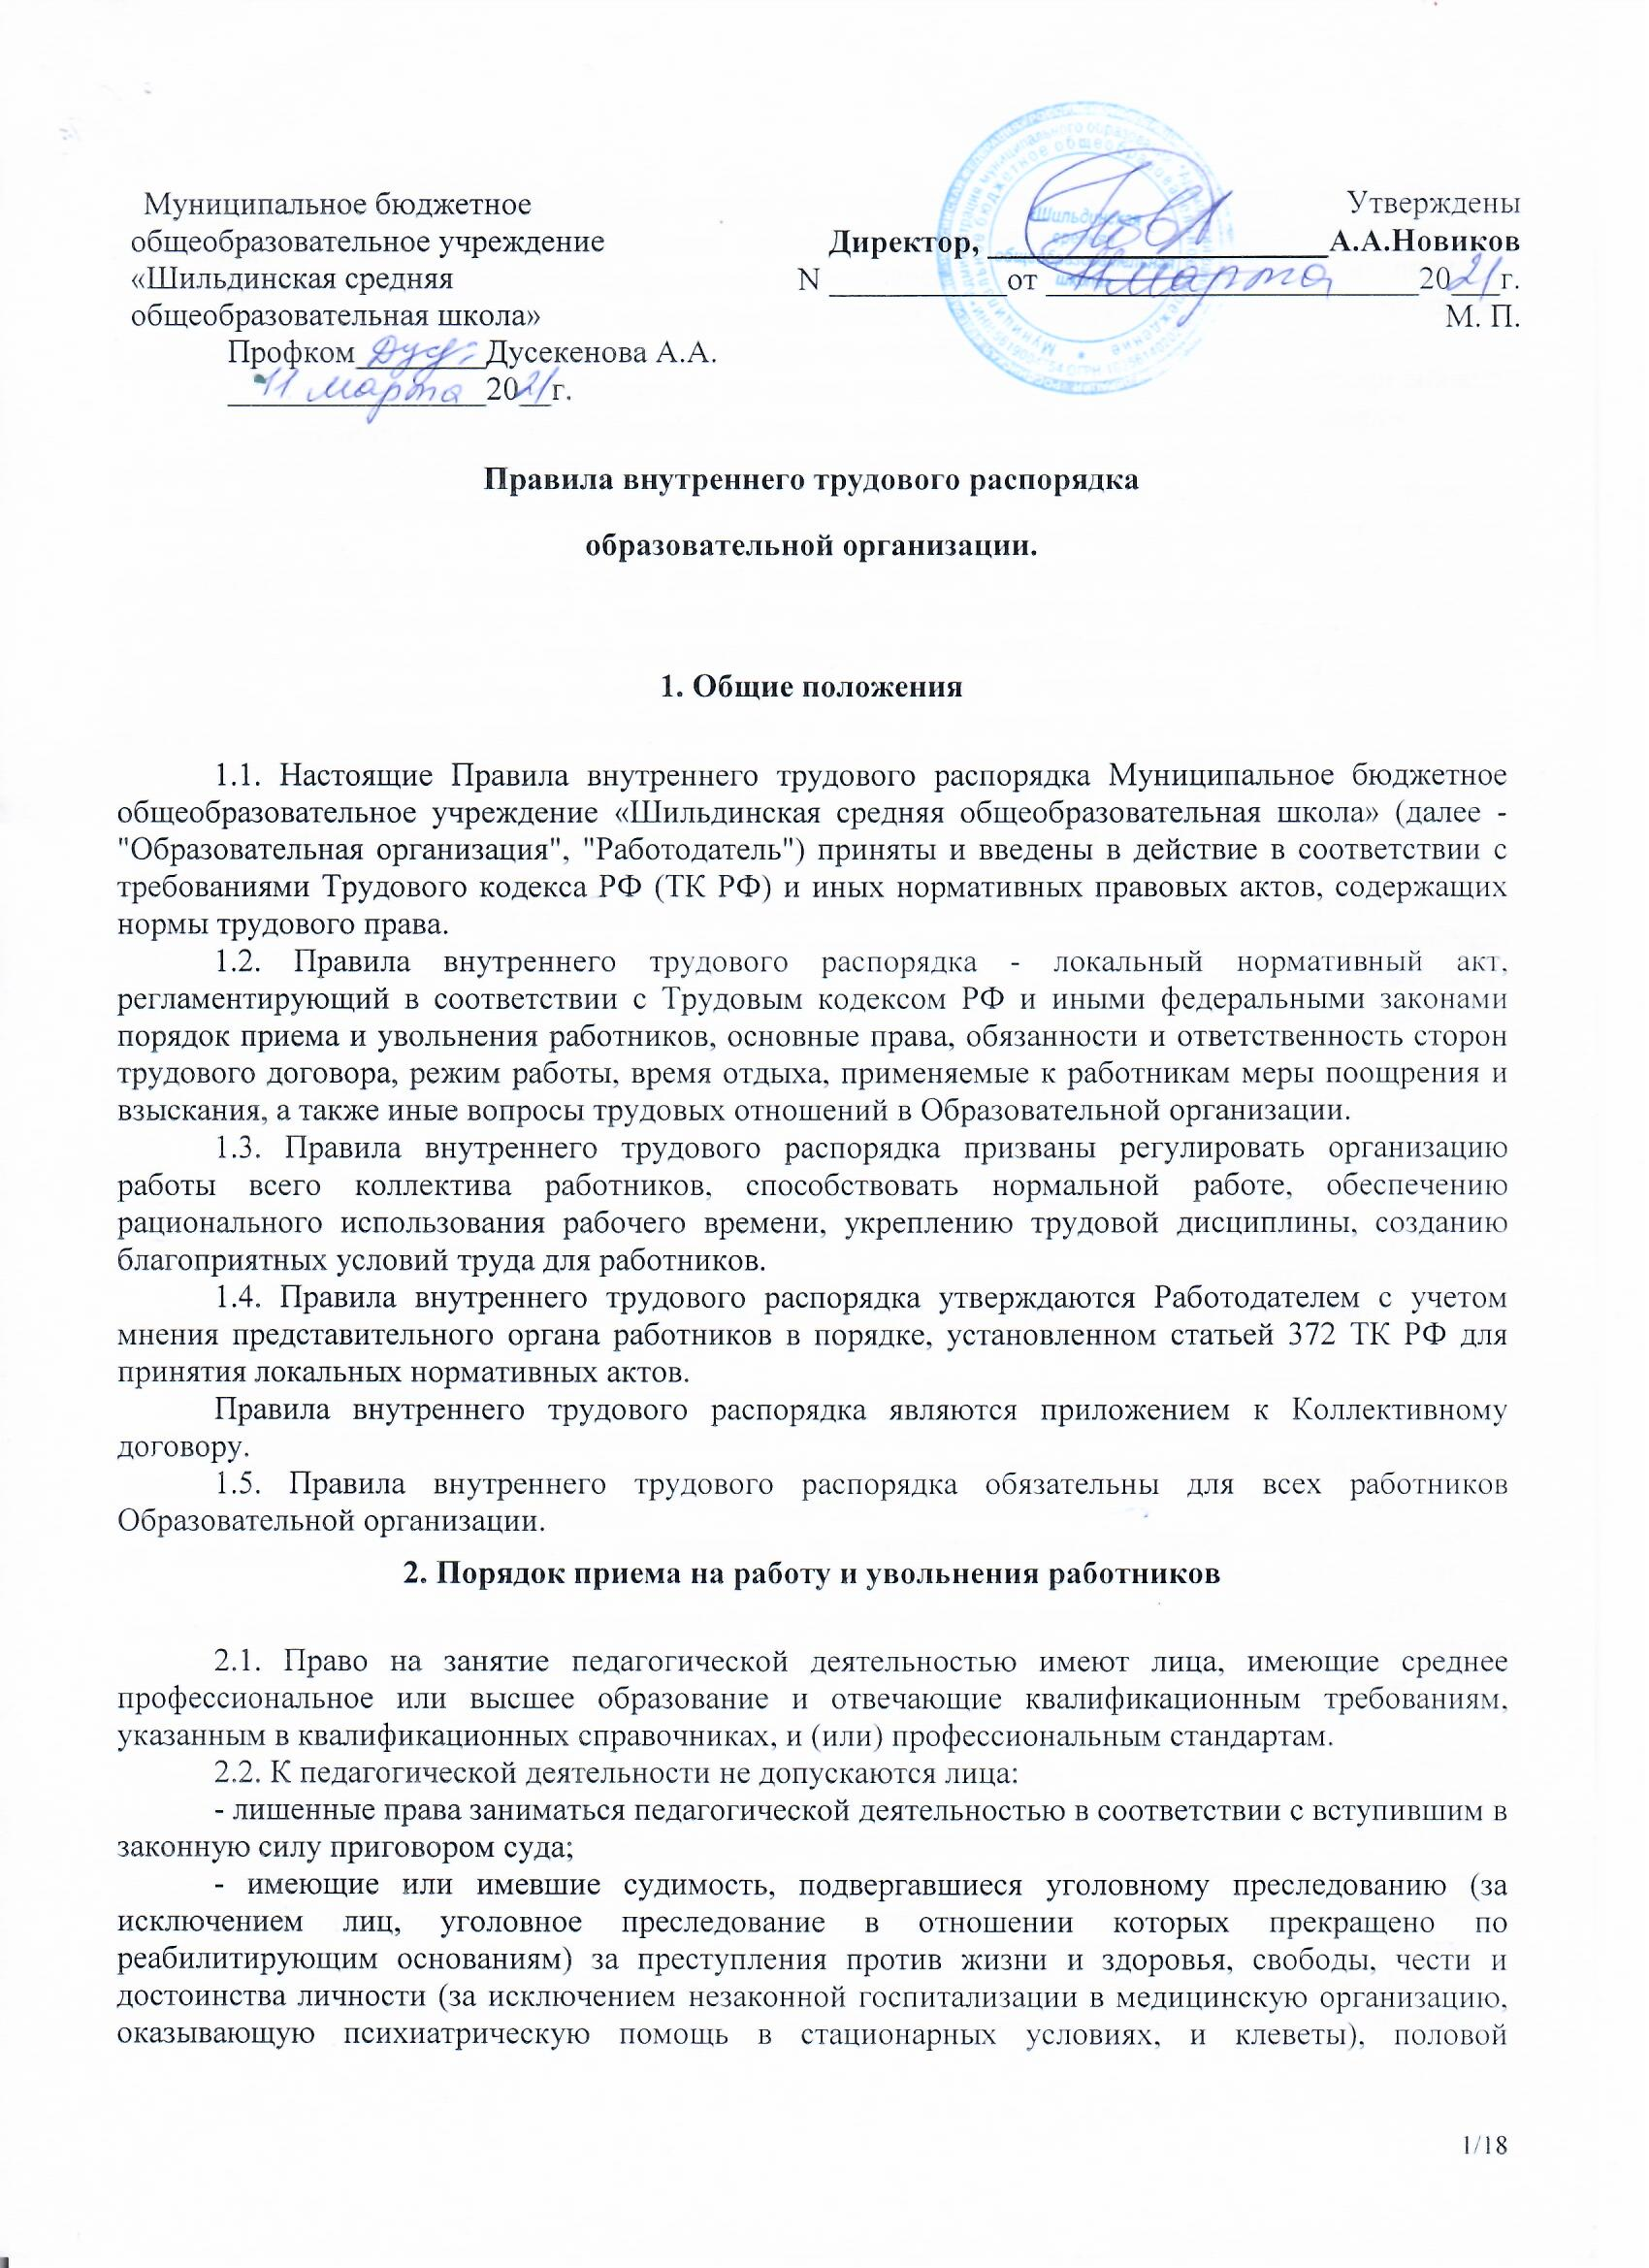 Муниципальное бюджетное
общеобразовательное учреждение
«Шильдинская средняя
общеобразовательная школа»
Профком ________Дусекенова А.А.
11 марта 2021г.
Утверждены
Директор, ____________________А.А.Новиков
N ___________от 11 марта 2021г.
М. П.
Шильдинская
средняя
общеобразовательная
школа
Правила внутреннего трудового распорядка
образовательной организации.
1. Общие положения
1.1. Настоящие Правила внутреннего трудового распорядка Муниципальное бюджетное
общеобразовательное учреждение «Шильдинская средняя общеобразовательная школа» (далее -
"Образовательная организация", "Работодатель") приняты и введены в действие в соответствии с
требованиями Трудового кодекса РФ (ТК РФ) и иных нормативных правовых актов, содержащих
нормы трудового права.
1.2. Правила внутреннего трудового распорядка - локальный нормативный акт,
регламентирующий в соответствии с Трудовым кодексом РФ и иными федеральными законами
порядок приема и увольнения работников, основные права, обязанности и ответственность сторон
трудового договора, режим работы, время отдыха, применяемые к работникам меры поощрения и
взыскания, а также иные вопросы трудовых отношений в Образовательной организации.
1.3. Правила внутреннего трудового распорядка призваны регулировать организацию
работы всего коллектива работников, способствовать нормальной работе, обеспечению
рационального использования рабочего времени, укреплению трудовой дисциплины, созданию
благоприятных условий труда для работников.
1.4. Правила внутреннего трудового распорядка утверждаются Работодателем с учетом
мнения представительного органа работников в порядке, установленном статьей 372 ТК РФ для
принятия локальных нормативных актов.
Правила внутреннего трудового распорядка являются приложением к Коллективному
договору.
1.5. Правила внутреннего трудового распорядка обязательны для всех работников
Образовательной организации.
2. Порядок приема на работу и увольнения работников
2.1. Право на занятие педагогической деятельностью имеют лица, имеющие среднее
профессиональное или высшее образование и отвечающие квалификационным требованиям,
указанным в квалификационных справочниках, и (или) профессиональным стандартам.
2.2. К педагогической деятельности не допускаются лица:
- лишенные права заниматься педагогической деятельностью в соответствии с вступившим в
законную силу приговором суда;
- имеющие или имевшие судимость, подвергавшиеся уголовному преследованию (за
исключением лиц, уголовное преследование в отношении которых прекращено по
реабилитирующим основаниям) за преступления против жизни и здоровья, свободы, чести и
достоинства личности (за исключением незаконной госпитализации в медицинскую организацию,
оказывающую психиатрическую помощь в стационарных условиях, и клеветы), половой
1/18